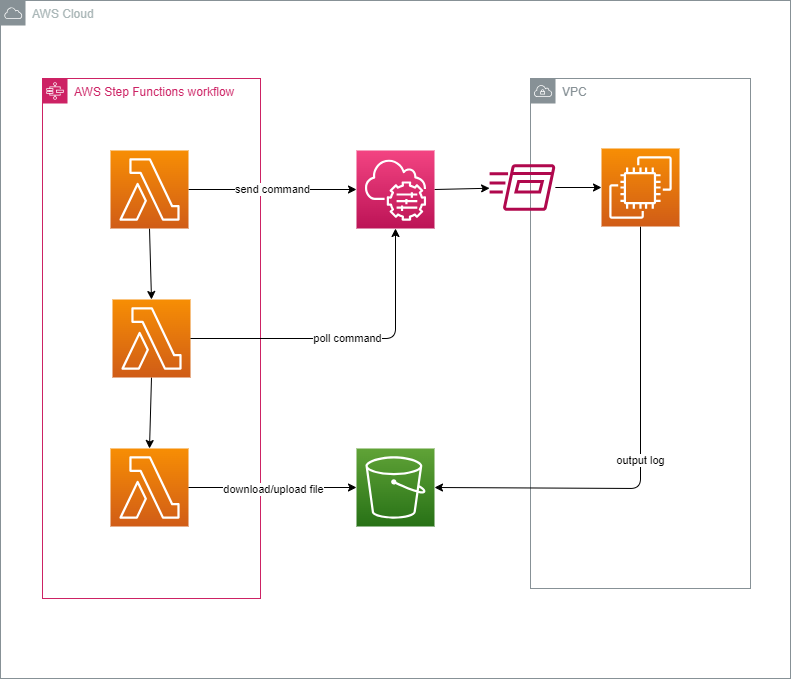 AWS Cloud
AWS Step Functions workflow
VPC
send command
poll command
output log
download/upload file